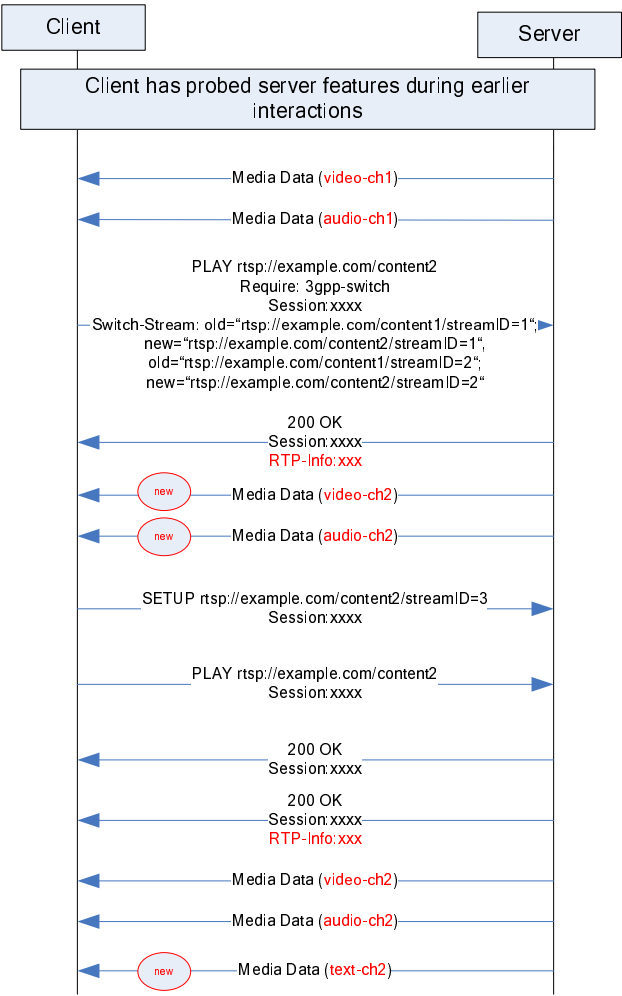 Client
Server
Client has probed server features during earlier
interactions
Media Data (video-ch1)
Media Data (audio-ch1)
PLAY rtsp://example.com/content2
Require: 3gpp-switch
Session:xxxx
Switch-Stream: old=“rtsp://example.com/content1/streamID=1“;
new=“rtsp://example.com/content2/streamID=1“,
old=“rtsp://example.com/content1/streamID=2“;
new=“rtsp://example.com/content2/streamID=2“
200 OK
Session:xxxx
RTP-Info:xxx
new
Media Data (video-ch2)
new
Media Data (audio-ch2)
SETUP rtsp://example.com/content2/streamID=3
Session:xxxx
PLAY rtsp://example.com/content2
Session:xxxx
200 OK
Session:xxxx
200 OK
Session:xxxx
RTP-Info:xxx
Media Data (video-ch2)
Media Data (audio-ch2)
new
Media Data (text-ch2)